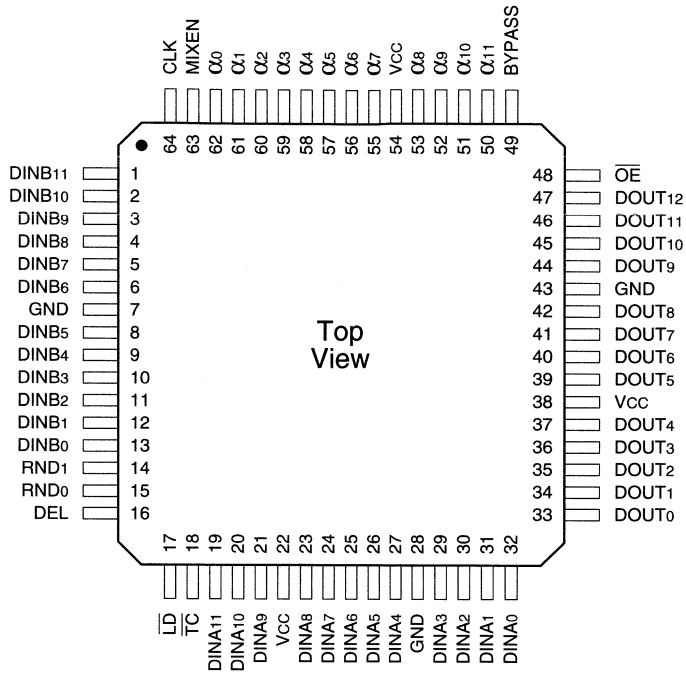 CLK
MIXEN
α0
α1
α2
α3
α4
α5
α6
α7
VCC
α8
α9
α10
α11
BYPASS
64 63 62 61 60 59 58 57 56 55 54 53 52 51 50 49
DINB11 1
DINB10 2
DINB9 3
DINB8 4
DINB7 5
DINB6 6
GND 7
DINB5 8
DINB4 9
DINB3 10
DINB2 11
DINB1 12
DINB0 13
RND1 14
RND0 15
DEL 16
Top
View
48 O̅E̅
47 DOUT12
46 DOUT11
45 DOUT10
44 DOUT9
43 GND
42 DOUT8
41 DOUT7
40 DOUT6
39 DOUT5
38 VCC
37 DOUT4
36 DOUT3
35 DOUT2
34 DOUT1
33 DOUT0
17 18 19 20 21 22 23 24 25 26 27 28 29 30 31 32
L̅D̅
T̅C̅
DINA11
DINA10
DINA9
VCC
DINA8
DINA7
DINA6
DINA5
DINA4
GND
DINA3
DINA2
DINA1
DINA0